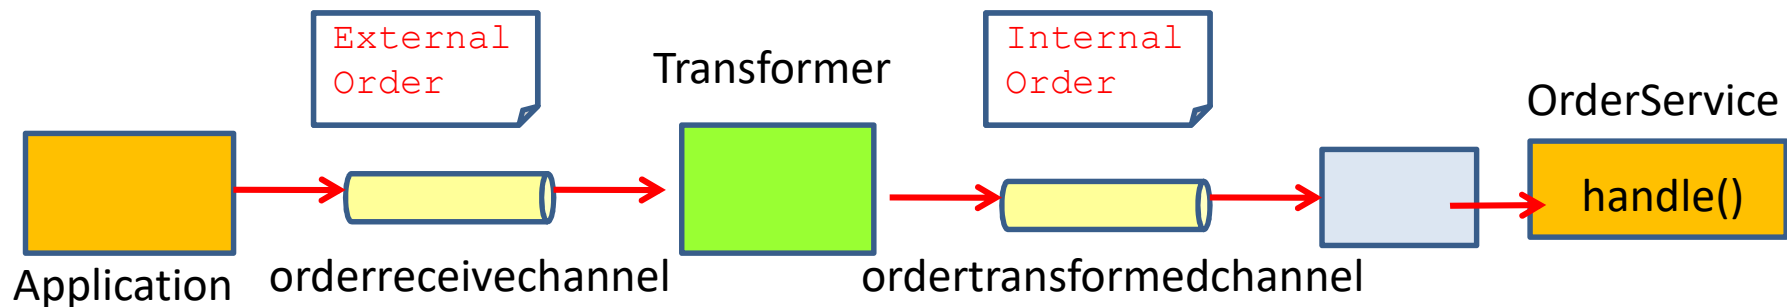 External
Order
Internal
Order
Transformer
OrderService
handle()
Application
orderreceivechannel
ordertransformedchannel